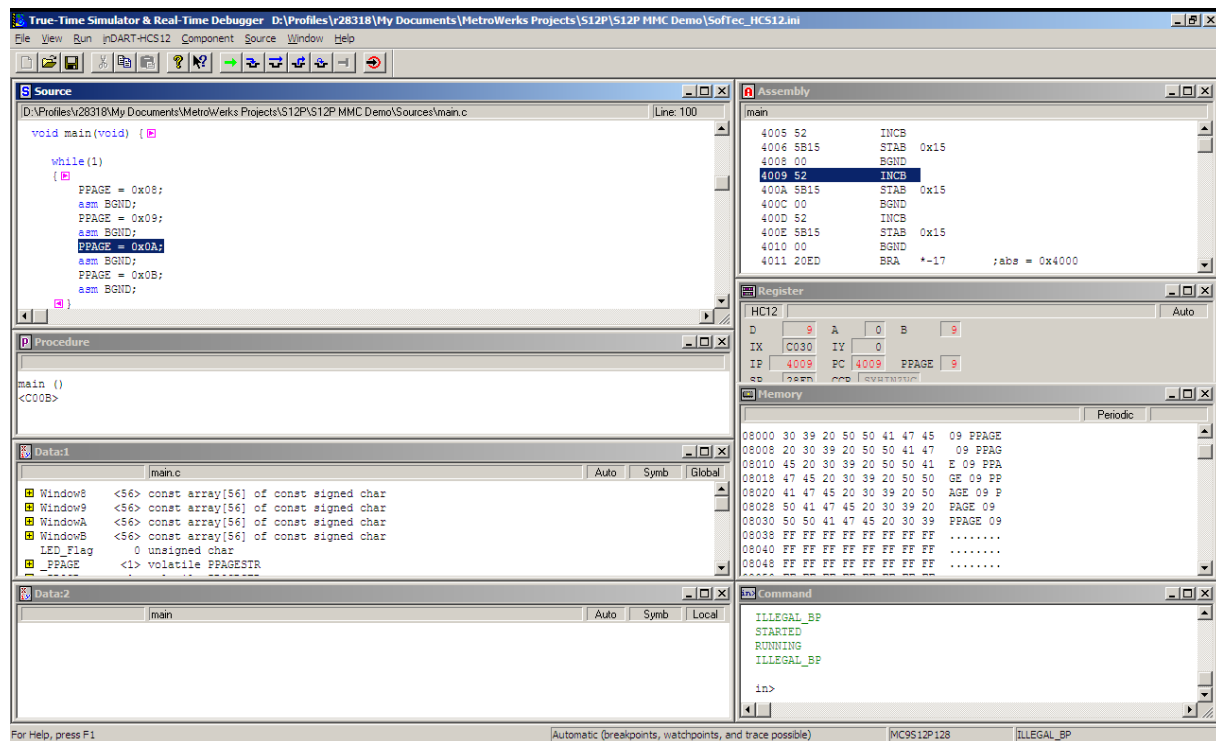 True-Time Simulator & Real-Time Debugger D:\Profiles\r28318\My Documents\MetroWerks Projects\S12P\S12P MMC Demo\SofTec_HCS12.ini
File View Run inDART-HCS12 Component Source Window Help
Source
D:\Profiles\r28318\My Documents\MetroWerks Projects\S12P\S12P MMC Demo\Sources\main.c Line: 100
void main(void) {
while(1)
{
PPAGE = 0x08;
asm BGND;
PPAGE = 0x09;
asm BGND;
PPAGE = 0x0A;
asm BGND;
PPAGE = 0x0B;
asm BGND;
}
Procedure
main ()
<C00B>
Data:1
main.c Auto Symb Global
Window8 <56> const array[56] of const signed char
Window9 <56> const array[56] of const signed char
WindowA <56> const array[56] of const signed char
WindowB <56> const array[56] of const signed char
LED_Flag 0 unsigned char
_PPAGE <1> volatile PPAGESTR
Data:2
main Auto Symb Local
Assembly
main
4005 52 INCB
4006 5B15 STAB 0x15
4008 00 BGND
4009 52 INCB
400A 5B15 STAB 0x15
400C 00 BGND
400D 52 INCB
400E 5B15 STAB 0x15
4010 00 BGND
4011 20ED BRA *-17 ;abs = 0x4000
Register
HC12 Auto
D 9 A 0 B 9
IX C030 IY 0
IP 4009 PC 4009 PPAGE 9
SP 28FD CCR
Memory
Periodic
08000 30 39 20 50 50 41 47 45 09 PPAGE
08008 20 30 39 20 50 50 41 47 09 PPAG
08010 45 20 30 39 20 50 50 41 E 09 PPA
08018 47 45 20 30 39 20 50 50 GE 09 PP
08020 41 47 45 20 30 39 20 50 AGE 09 P
08028 50 41 47 45 20 30 39 20 PAGE 09
08030 50 50 41 47 45 20 30 39 PPAGE 09
08038 FF FF FF FF FF FF FF FF ........
08040 FF FF FF FF FF FF FF FF ........
08048 FF FF FF FF FF FF FF FF ........
Command
ILLEGAL_BP
STARTED
RUNNING
ILLEGAL_BP
in>
For Help, press F1 Automatic (breakpoints, watchpoints, and trace possible) MC9S12P128 ILLEGAL_BP